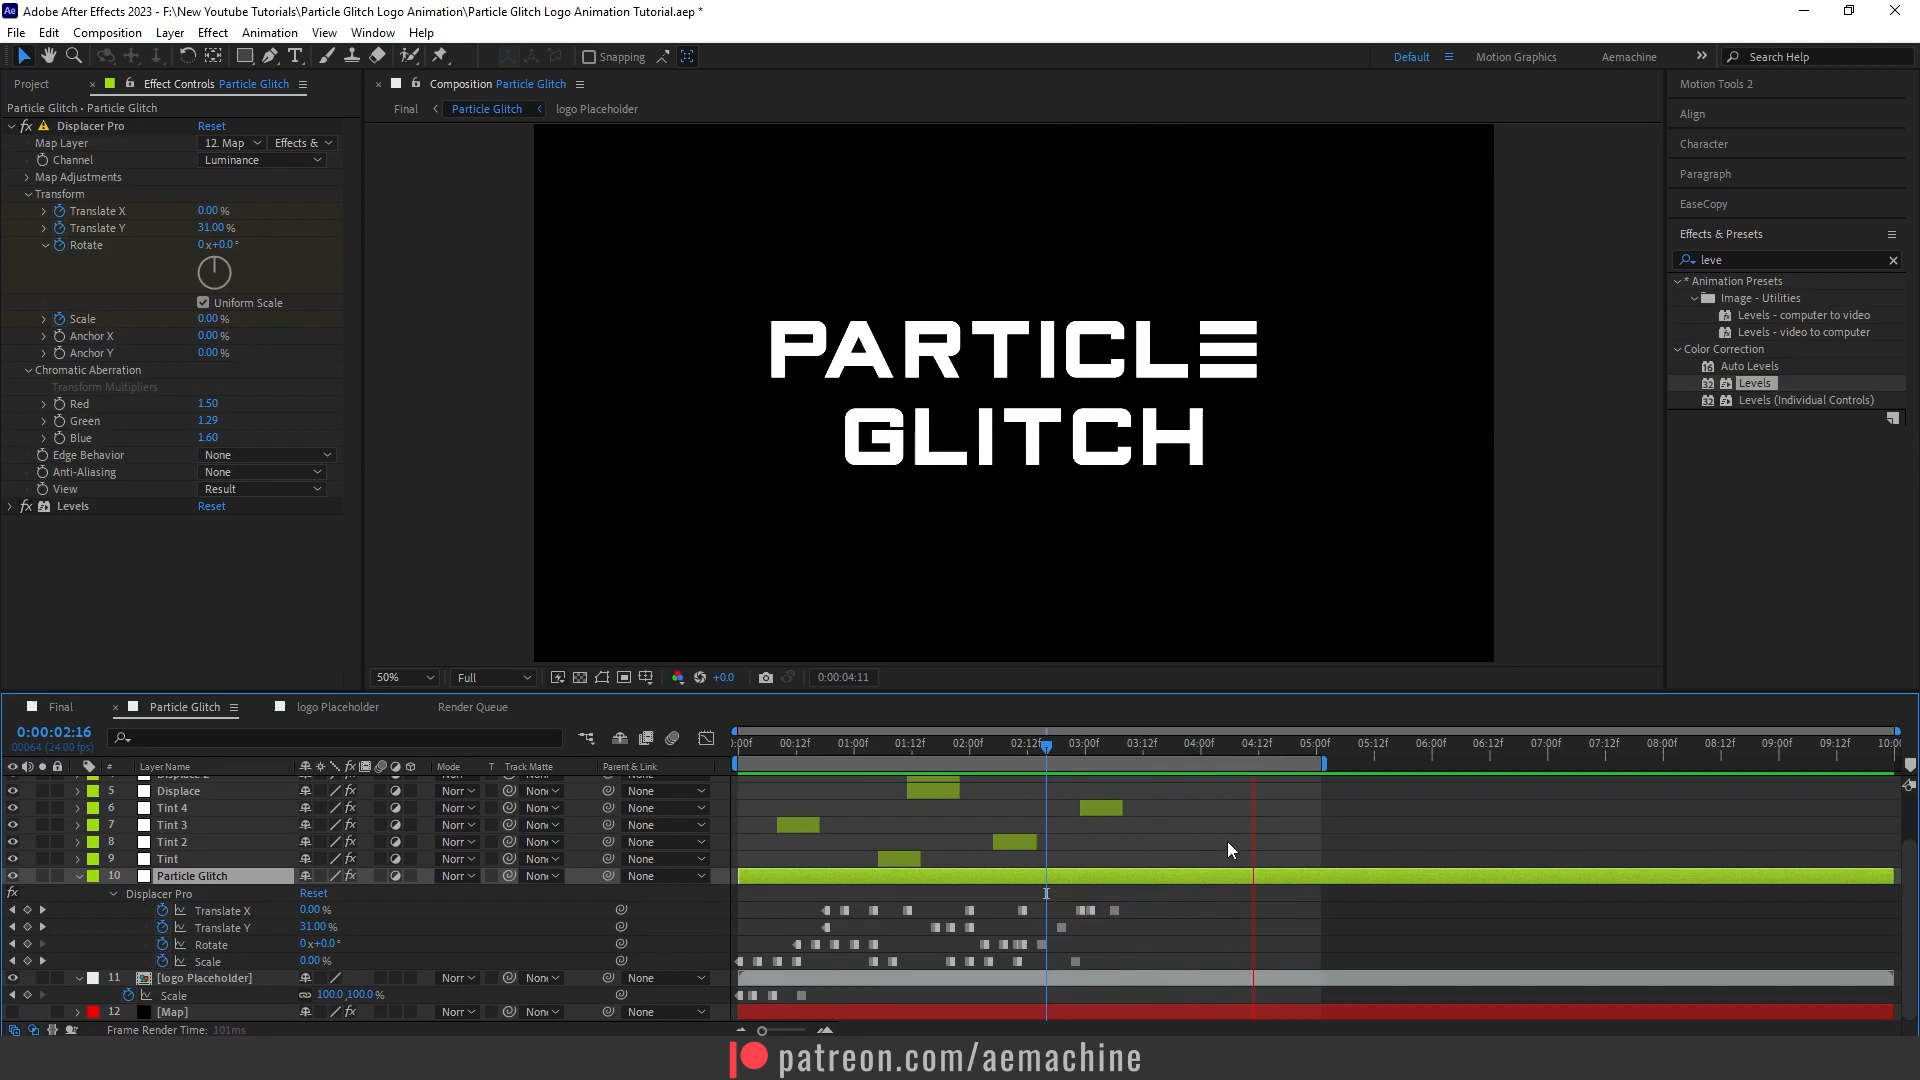 Ae Adobe After Effects 2023 - F:\New Youtube Tutorials\Particle Glitch Logo Animation\Particle Glitch Logo Animation Tutorial.aep *
File Edit Composition Layer Effect Animation View Window Help
Snapping Default Motion Graphics Aemachine Search Help
Project Effect Controls Particle Glitch
Composition Particle Glitch
Particle Glitch • Particle Glitch
Final Particle Glitch logo Placeholder
fx Displacer Pro Reset
Map Layer 12. Map Effects &
Channel Luminance
Map Adjustments
Transform
Translate X 0.00 %
Translate Y 31.00 %
Rotate 0 x+0.0 °
Uniform Scale
Scale 0.00 %
Anchor X 0.00 %
Anchor Y 0.00 %
Chromatic Aberration
Transform Multipliers
Red 1.50
Green 1.29
Blue 1.60
Edge Behavior None
Anti-Aliasing None
View Result
fx Levels Reset
PARTICLE
GLITCH
50% Full +0.0 0:00:04:11
Motion Tools 2
Align
Character
Paragraph
EaseCopy
Effects & Presets
leve
* Animation Presets
Image - Utilities
Levels - computer to video
Levels - video to computer
Color Correction
Auto Levels
Levels
Levels (Individual Controls)
Final Particle Glitch logo Placeholder Render Queue
0:00:02:16
00064 (24.00 fps)
:00f 00:12f 01:00f 01:12f 02:00f 02:12f 03:00f 03:12f 04:00f 04:12f 05:00f 05:12f 06:00f 06:12f 07:00f 07:12f 08:00f 08:12f 09:00f 09:12f 10:0
# Layer Name Mode T Track Matte Parent & Link
5 Displace Norr None None
6 Tint 4 Norr None None
7 Tint 3 Norr None None
8 Tint 2 Norr None None
9 Tint Norr None None
10 Particle Glitch Norr None None
fx Displacer Pro Reset
Translate X 0.00 %
Translate Y 31.00 %
Rotate 0 x+0.0 °
Scale 0.00 %
11 [logo Placeholder] Norr None None
Scale 100.0,100.0 %
12 [Map] Norr None None
Frame Render Time: 101ms
patreon.com/aemachine